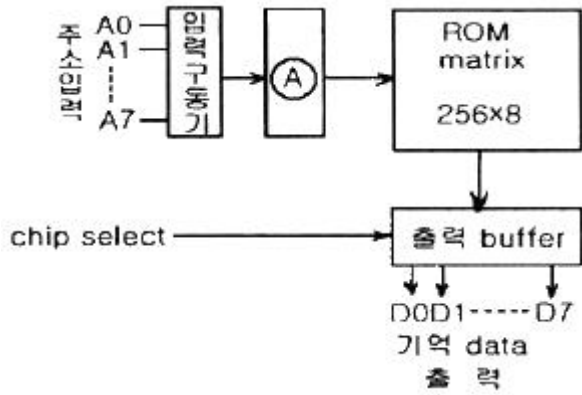 주소입력
A0
A1
A7
입력구동기
A
ROM
matrix
256×8
chip select
출력 buffer
D0D1-----D7
기억 data
출 력